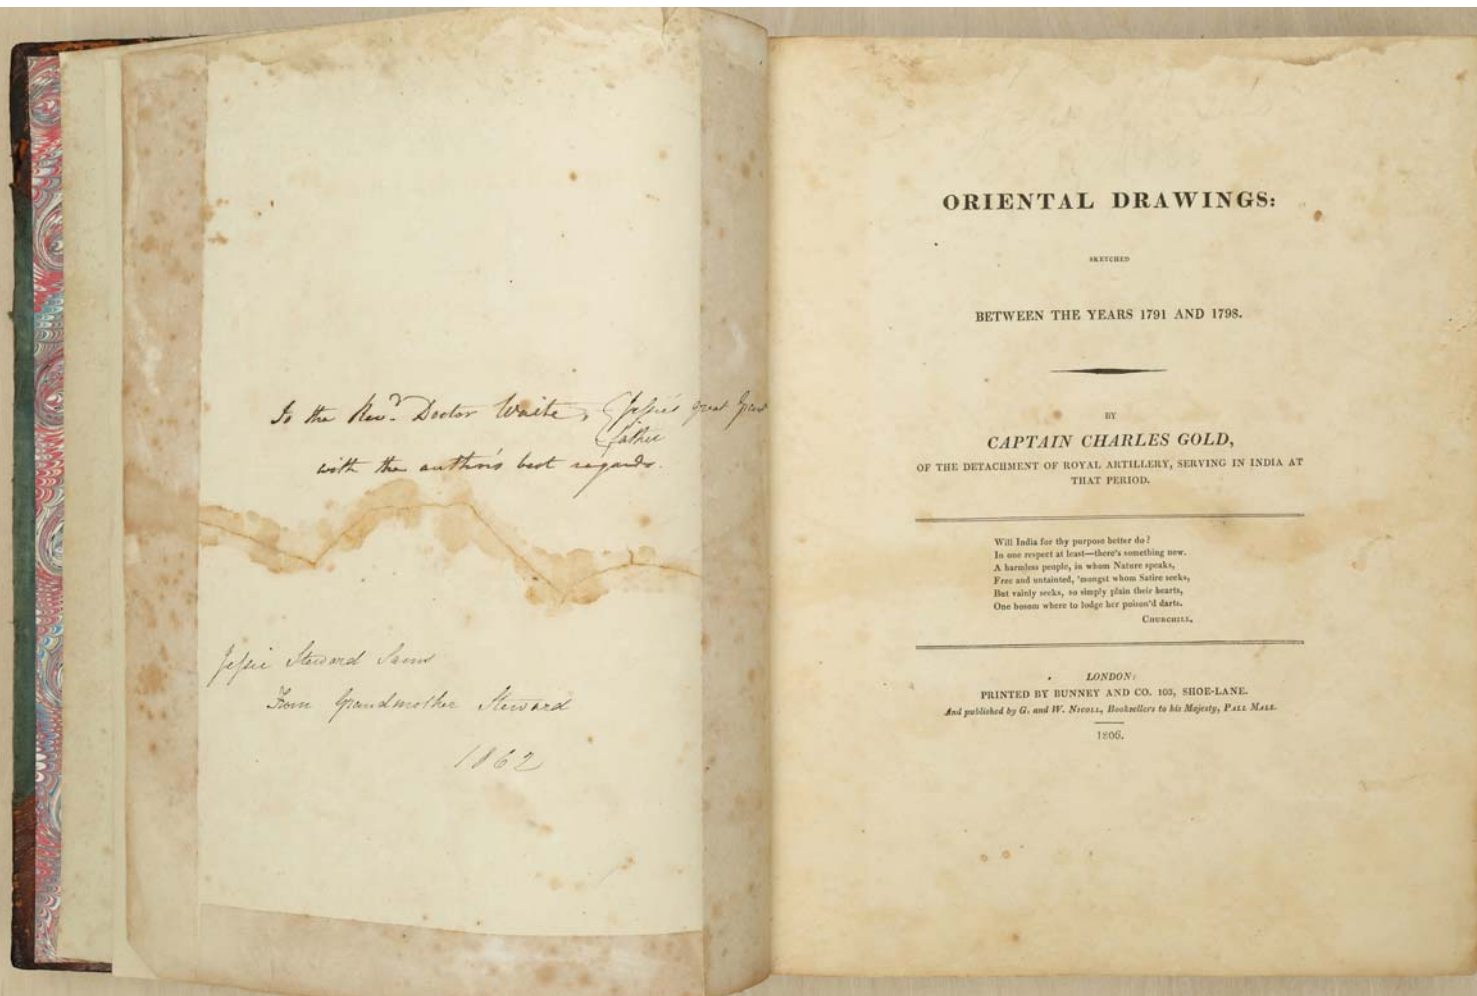 To the Revd. Doctor Waite, (Jessie's great Gran
father
with the author's best regards.
Jessie Steward
From Grandmother Steward
1862
ORIENTAL DRAWINGS:
SKETCHED
BETWEEN THE YEARS 1791 AND 1798.
BY
CAPTAIN CHARLES GOLD,
OF THE DETACHMENT OF ROYAL ARTILLERY, SERVING IN INDIA AT
THAT PERIOD.
Will India for thy purpose better do?
In one respect at least—there's something new.
A harmless people, in whom Nature speaks,
Free and untainted, 'mongst whom Satire seeks,
But vainly seeks, so simply plain their hearts,
One bosom where to lodge her poison'd darts.
CHURCHILL.
LONDON:
PRINTED BY BUNNEY AND CO. 103, SHOE-LANE.
And published by G. and W. NICOLL, Booksellers to his Majesty, PALL MALL.
1806.